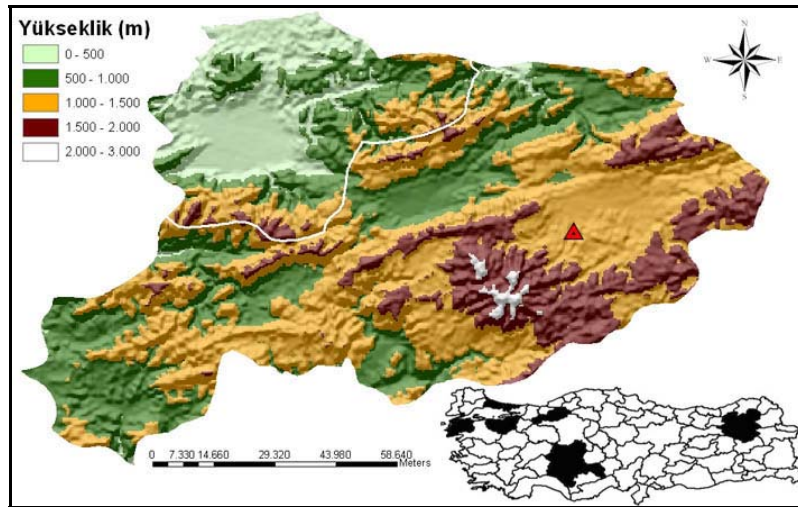 Yükseklik (m)
0 - 500
500 - 1.000
1.000 - 1.500
1.500 - 2.000
2.000 - 3.000
N
W E
S
0 7.330 14.660 29.320 43.980 58.640
Meters